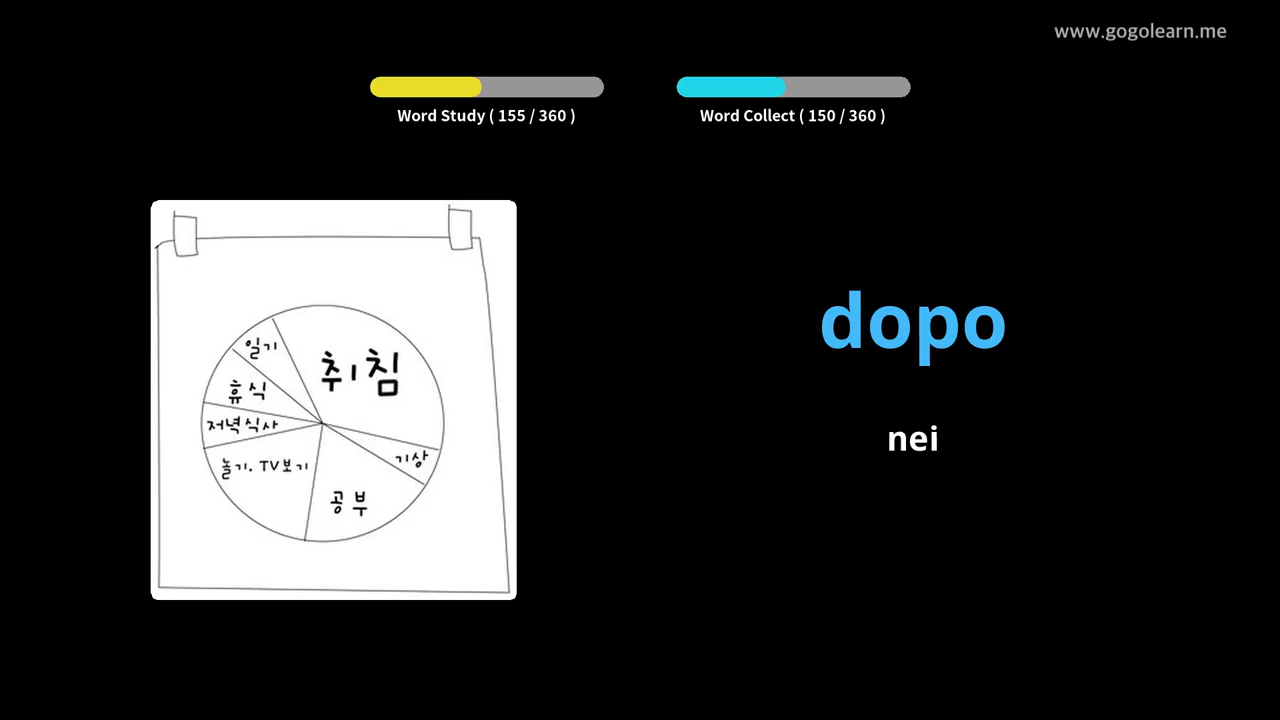 www.gogolearn.me
Word Study ( 155 / 360 )
Word Collect ( 150 / 360 )
일기
취침
휴식
저녁식사
놀기. TV보기
기상
공부
dopo
nei